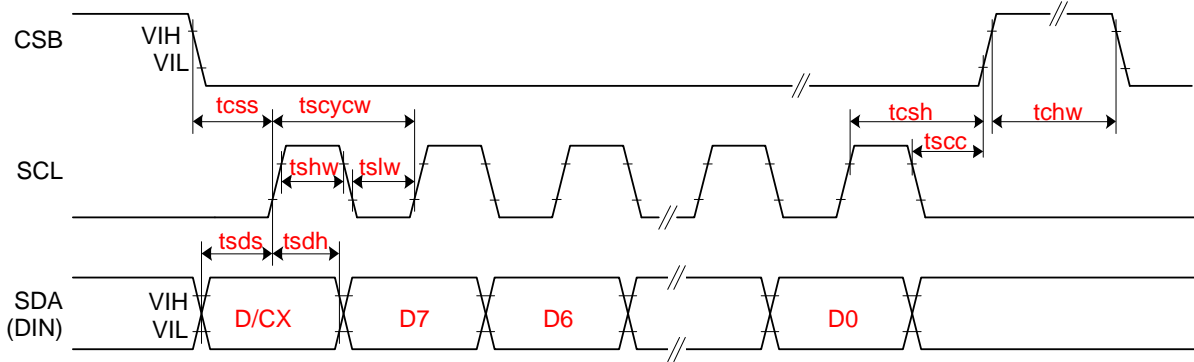 CSB
VIH
VIL
tcss
tscycw
tcsh
tchw
tscc
SCL
tshw
tslw
tsds
tsdh
SDA
(DIN)
VIH
VIL
D/CX
D7
D6
D0